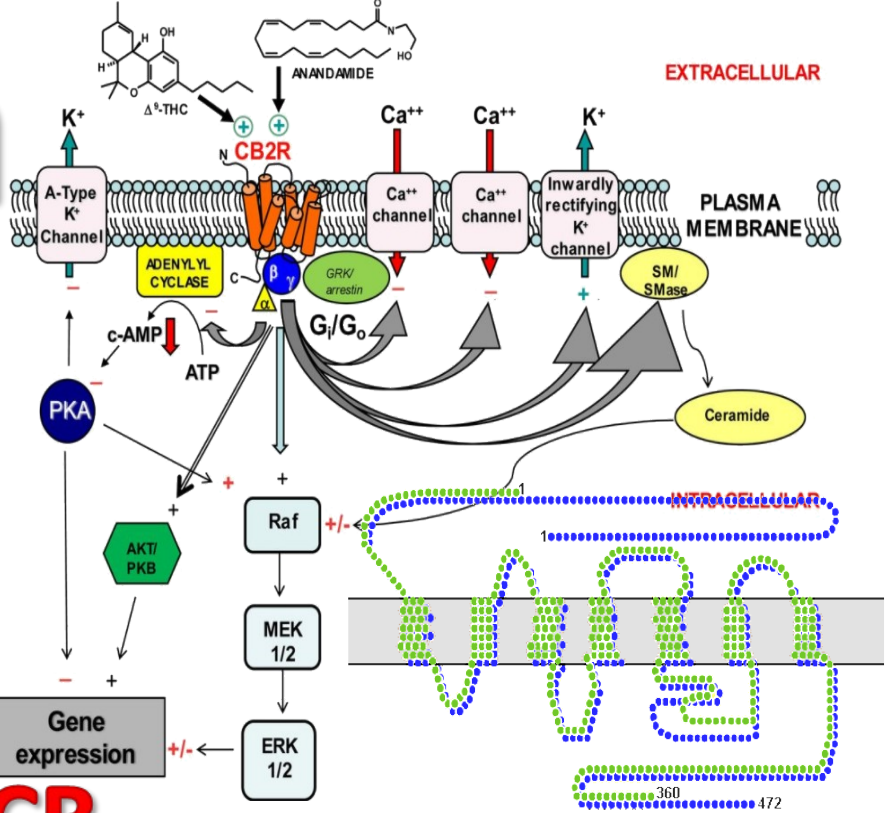 OH
H
H
O
Δ⁹-THC
O
N
H
HO
ANANDAMIDE
EXTRACELLULAR
K⁺
+
+
Ca⁺⁺
Ca⁺⁺
K⁺
N
CB2R
A-Type
K⁺
Channel
Ca⁺⁺
channel
Ca⁺⁺
channel
Inwardly
rectifying
K⁺
channel
PLASMA
MEMBRANE
ADENYLYL
CYCLASE
C
β
γ
α
GRK/
arrestin
SM/
SMase
−
−
−
+
−
Gᵢ/Gₒ
c-AMP
ATP
−
PKA
Ceramide
+
+
+
Raf
+/-
INTRACELLULAR
1
1
AKT/
PKB
MEK
1/2
−
+
Gene
expression
+/-
ERK
1/2
360
472
CP